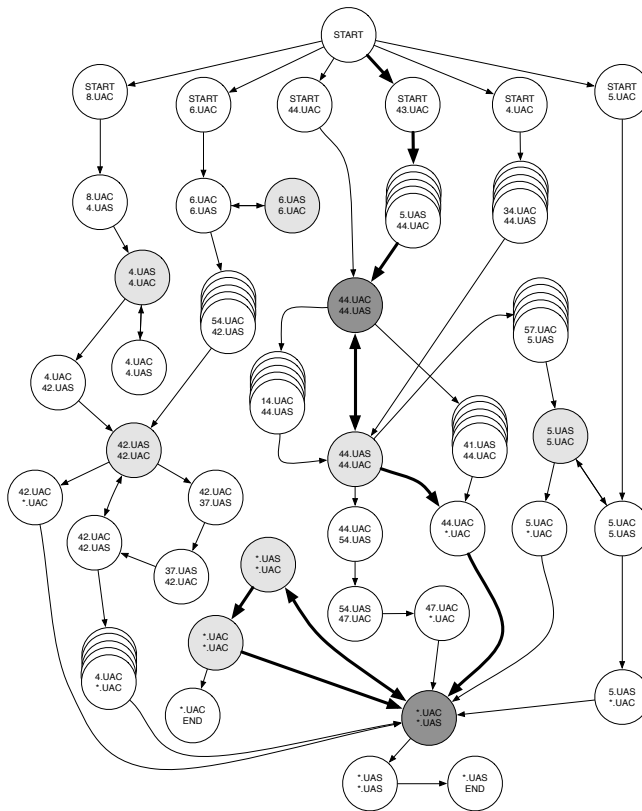 START
START
8.UAC
START
6.UAC
START
44.UAC
START
43.UAC
START
4.UAC
START
5.UAC
8.UAC
4.UAS
6.UAC
6.UAS
6.UAS
6.UAC
5.UAS
44.UAC
34.UAC
44.UAS
4.UAS
4.UAC
44.UAC
44.UAS
54.UAC
42.UAS
57.UAC
5.UAS
4.UAC
42.UAS
4.UAC
4.UAS
14.UAC
44.UAS
41.UAS
44.UAC
5.UAS
5.UAC
42.UAS
42.UAC
44.UAS
44.UAC
42.UAC
*.UAC
42.UAC
37.UAS
42.UAC
42.UAS
44.UAC
54.UAS
44.UAC
*.UAC
5.UAC
*.UAC
5.UAC
5.UAS
37.UAS
42.UAC
*.UAS
*.UAC
54.UAS
47.UAC
47.UAC
*.UAC
*.UAC
*.UAC
4.UAC
*.UAC
5.UAS
*.UAC
*.UAC
END
*.UAC
*.UAS
*.UAS
*.UAS
*.UAS
END